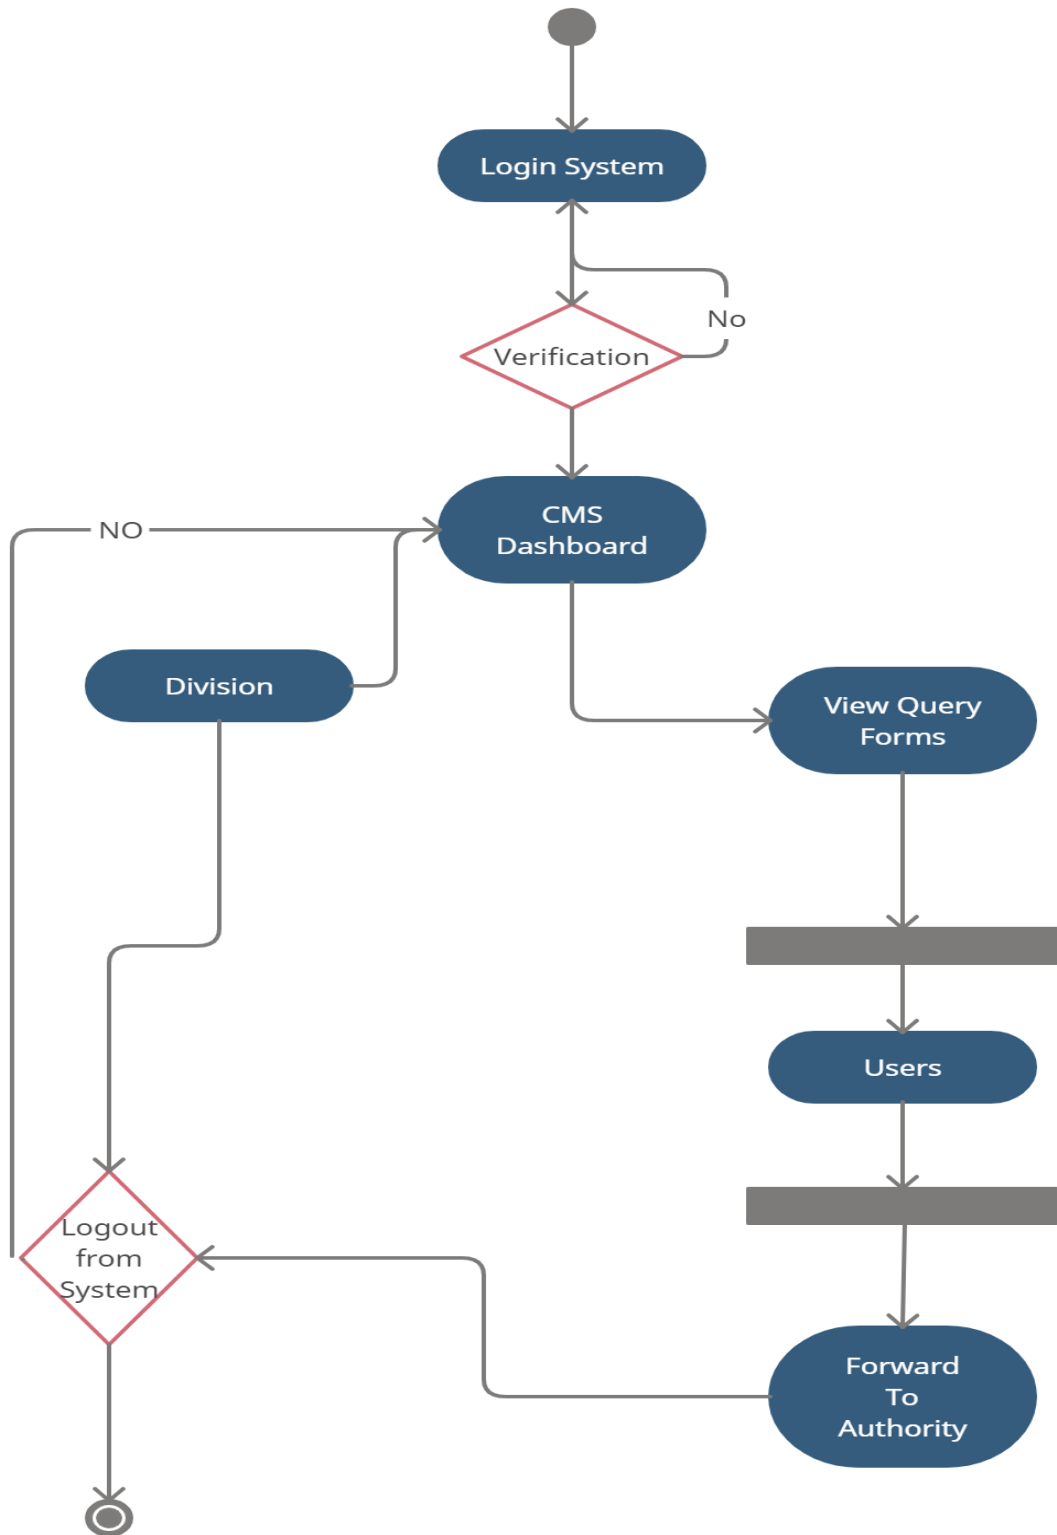 Login System
No
Verification
CMS
Dashboard
NO
Division
View Query
Forms
Users
Logout
from
System
Forward
To
Authority